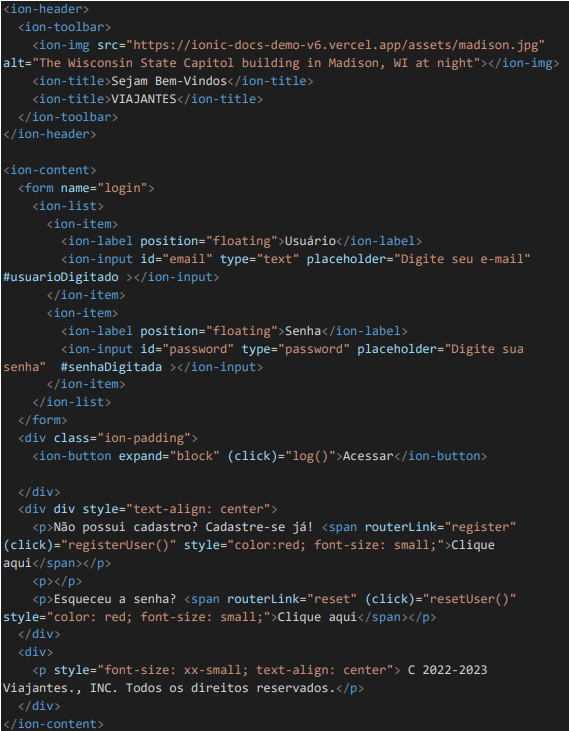 <ion-header>
  <ion-toolbar>
    <ion-img src="https://ionic-docs-demo-v6.vercel.app/assets/madison.jpg"
alt="The Wisconsin State Capitol building in Madison, WI at night"></ion-img>
    <ion-title>Sejam Bem-Vindos</ion-title>
    <ion-title>VIAJANTES</ion-title>
  </ion-toolbar>
</ion-header>

<ion-content>
  <form name="login">
    <ion-list>
      <ion-item>
        <ion-label position="floating">Usuário</ion-label>
        <ion-input id="email" type="text" placeholder="Digite seu e-mail"
#usuarioDigitado ></ion-input>
      </ion-item>
      <ion-item>
        <ion-label position="floating">Senha</ion-label>
        <ion-input id="password" type="password" placeholder="Digite sua
senha"  #senhaDigitada ></ion-input>
      </ion-item>
    </ion-list>
  </form>
  <div class="ion-padding">
    <ion-button expand="block" (click)="log()">Acessar</ion-button>

  </div>
  <div div style="text-align: center">
    <p>Não possui cadastro? Cadastre-se já! <span routerLink="register"
(click)="registerUser()" style="color:red; font-size: small;">Clique
aqui</span></p>
    <p></p>
    <p>Esqueceu a senha? <span routerLink="reset" (click)="resetUser()"
style="color: red; font-size: small;">Clique aqui</span></p>
  </div>
  <div>
    <p style="font-size: xx-small; text-align: center"> C 2022-2023
Viajantes., INC. Todos os direitos reservados.</p>
  </div>
</ion-content>